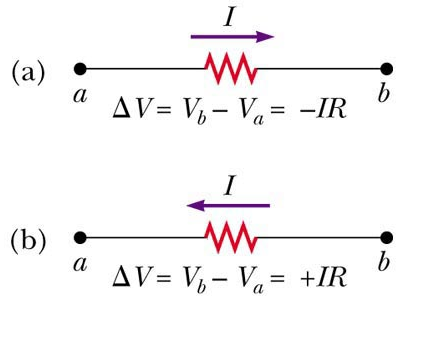 I
(a)
a b
ΔV = V_b − V_a = −IR
I
(b)
a b
ΔV = V_b − V_a = +IR